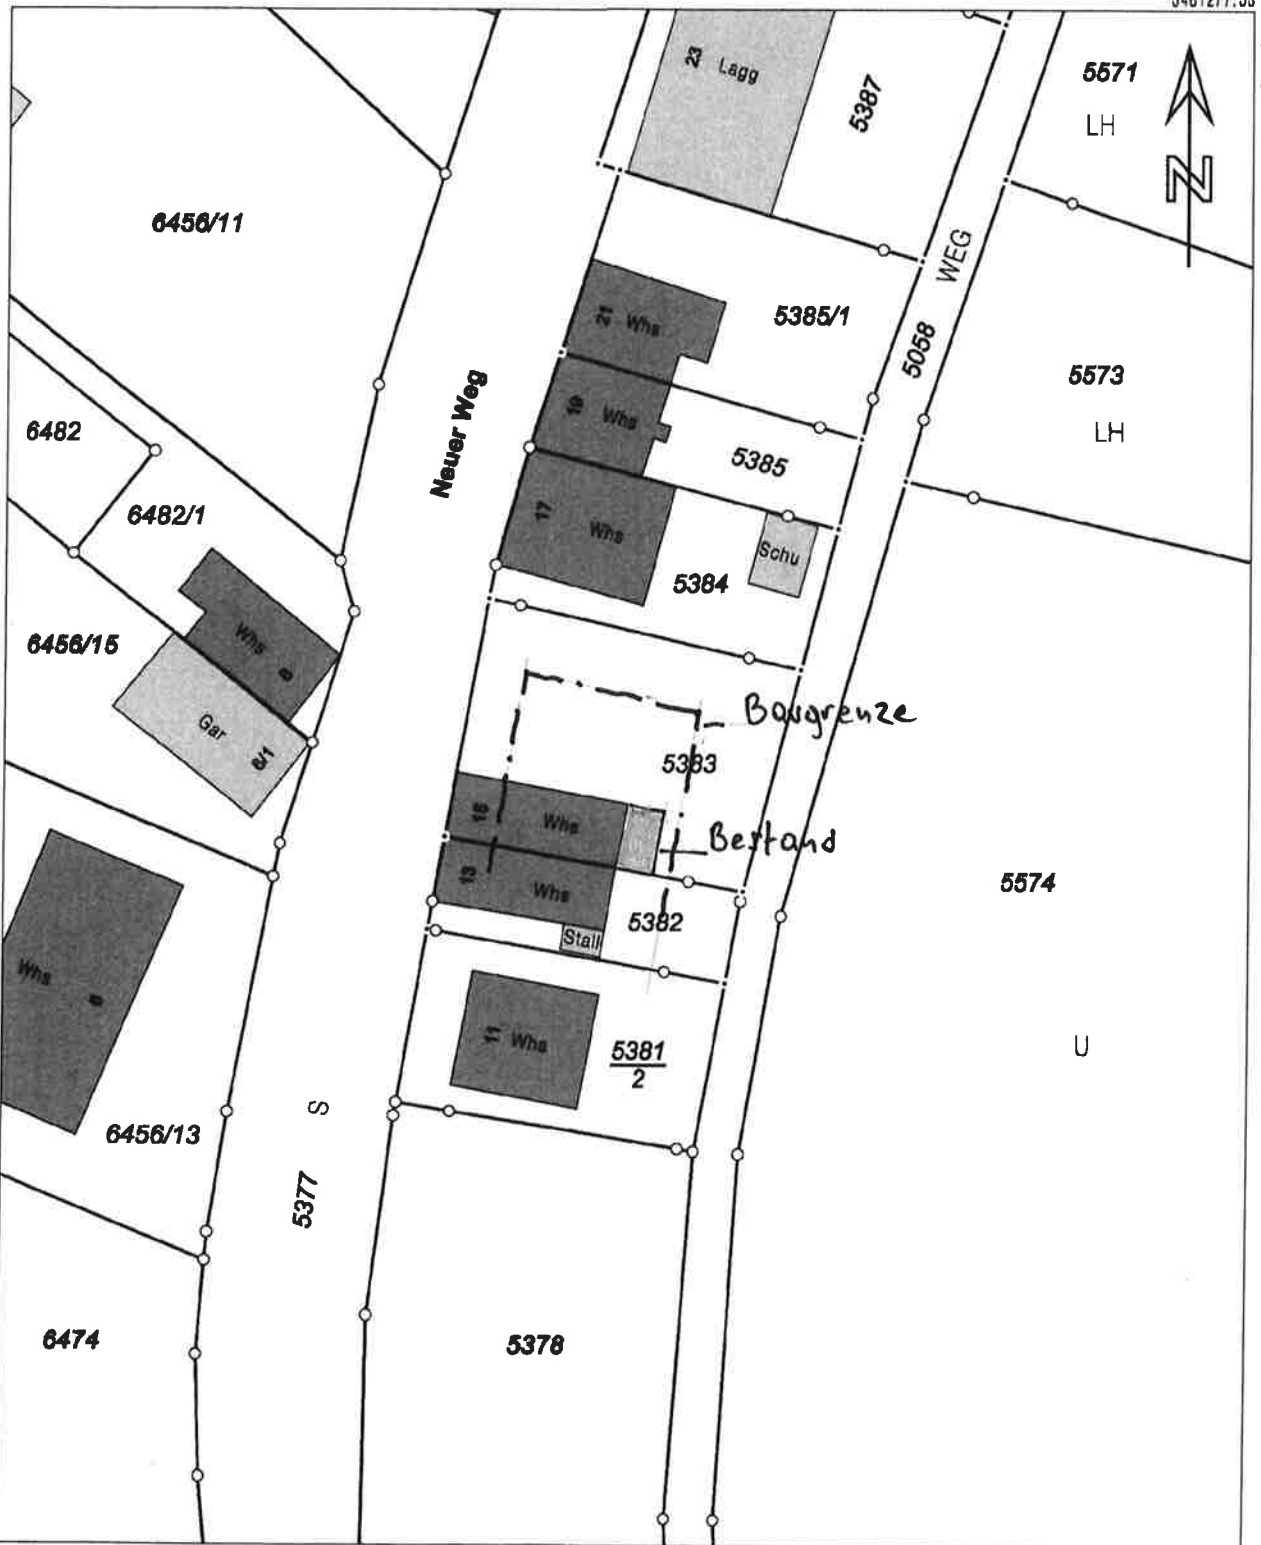 23 Lagg
5387
5571
LH
N
6456/11
WEG
5385/1
21 Whs
5058
5573
LH
Neuer Weg
6482
19 Whs
5385
6482/1
17 Whs
Schu
5384
6456/15
Whs 8
Gar 8/1
Baugrenze
5383
15 Whs
Bestand
13 Whs
5574
5382
Stall
Whs 6
11 Whs
5381
2
U
S
6456/13
5377
6474
5378